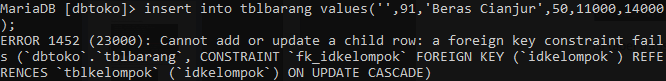 MariaDB [dbtoko]> insert into tblbarang values('',91,'Beras Cianjur',50,11000,14000
);
ERROR 1452 (23000): Cannot add or update a child row: a foreign key constraint fail
s (`dbtoko`.`tblbarang`, CONSTRAINT `fk_idkelompok` FOREIGN KEY (`idkelompok`) REFE
RENCES `tblkelompok` (`idkelompok`) ON UPDATE CASCADE)